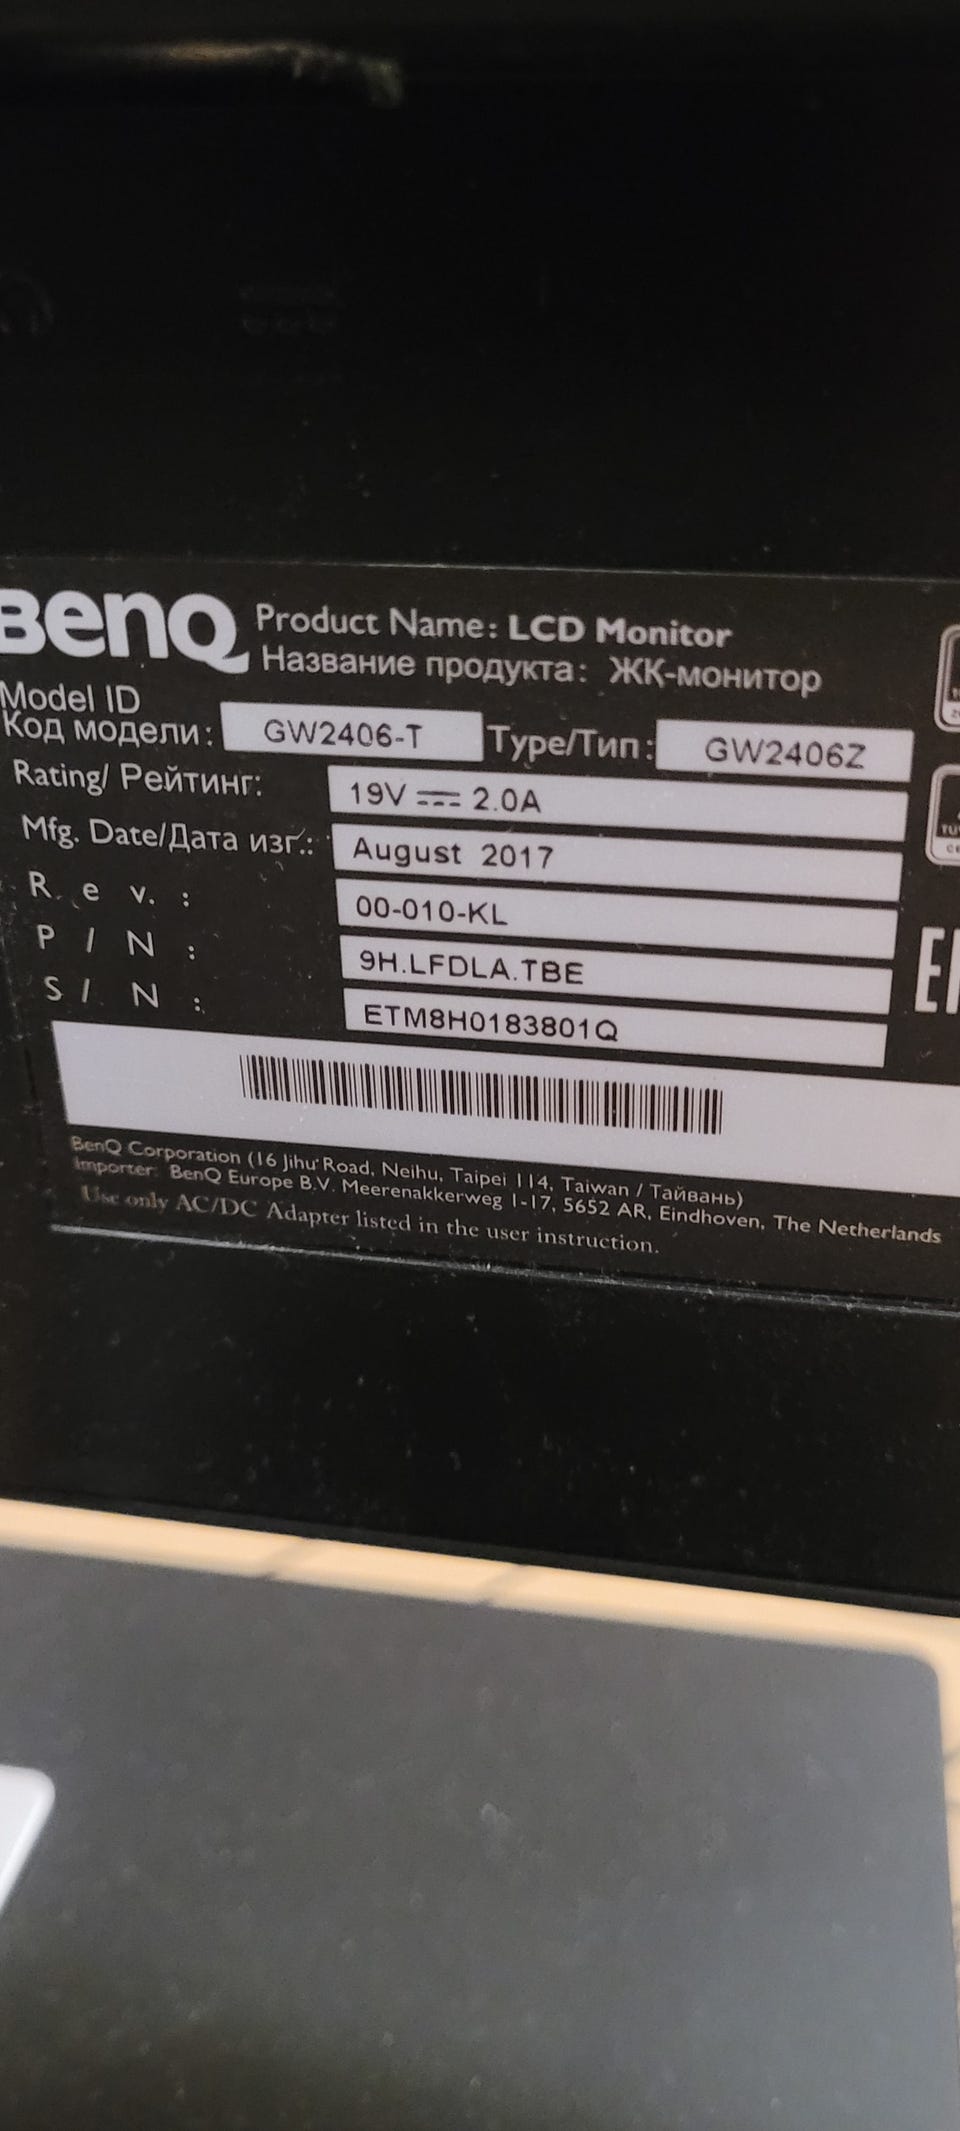 BenQ Product Name: LCD Monitor
Название продукта: ЖК-монитор
Model ID
Код модели: GW2406-T Type/Тип: GW2406Z
Rating/ Рейтинг: 19V 2.0A
Mfg. Date/Дата изг.: August 2017
Rev.: 00-010-KL
P/N: 9H.LFDLA.TBE
S/N: ETM8H0183801Q
BenQ Corporation (16 Jihu Road, Neihu, Taipei 114, Taiwan / Тайвань)
Importer: BenQ Europe B.V. Meerenakkerweg 1-17, 5652 AR, Eindhoven, The Netherlands
Use only AC/DC Adapter listed in the user instruction.